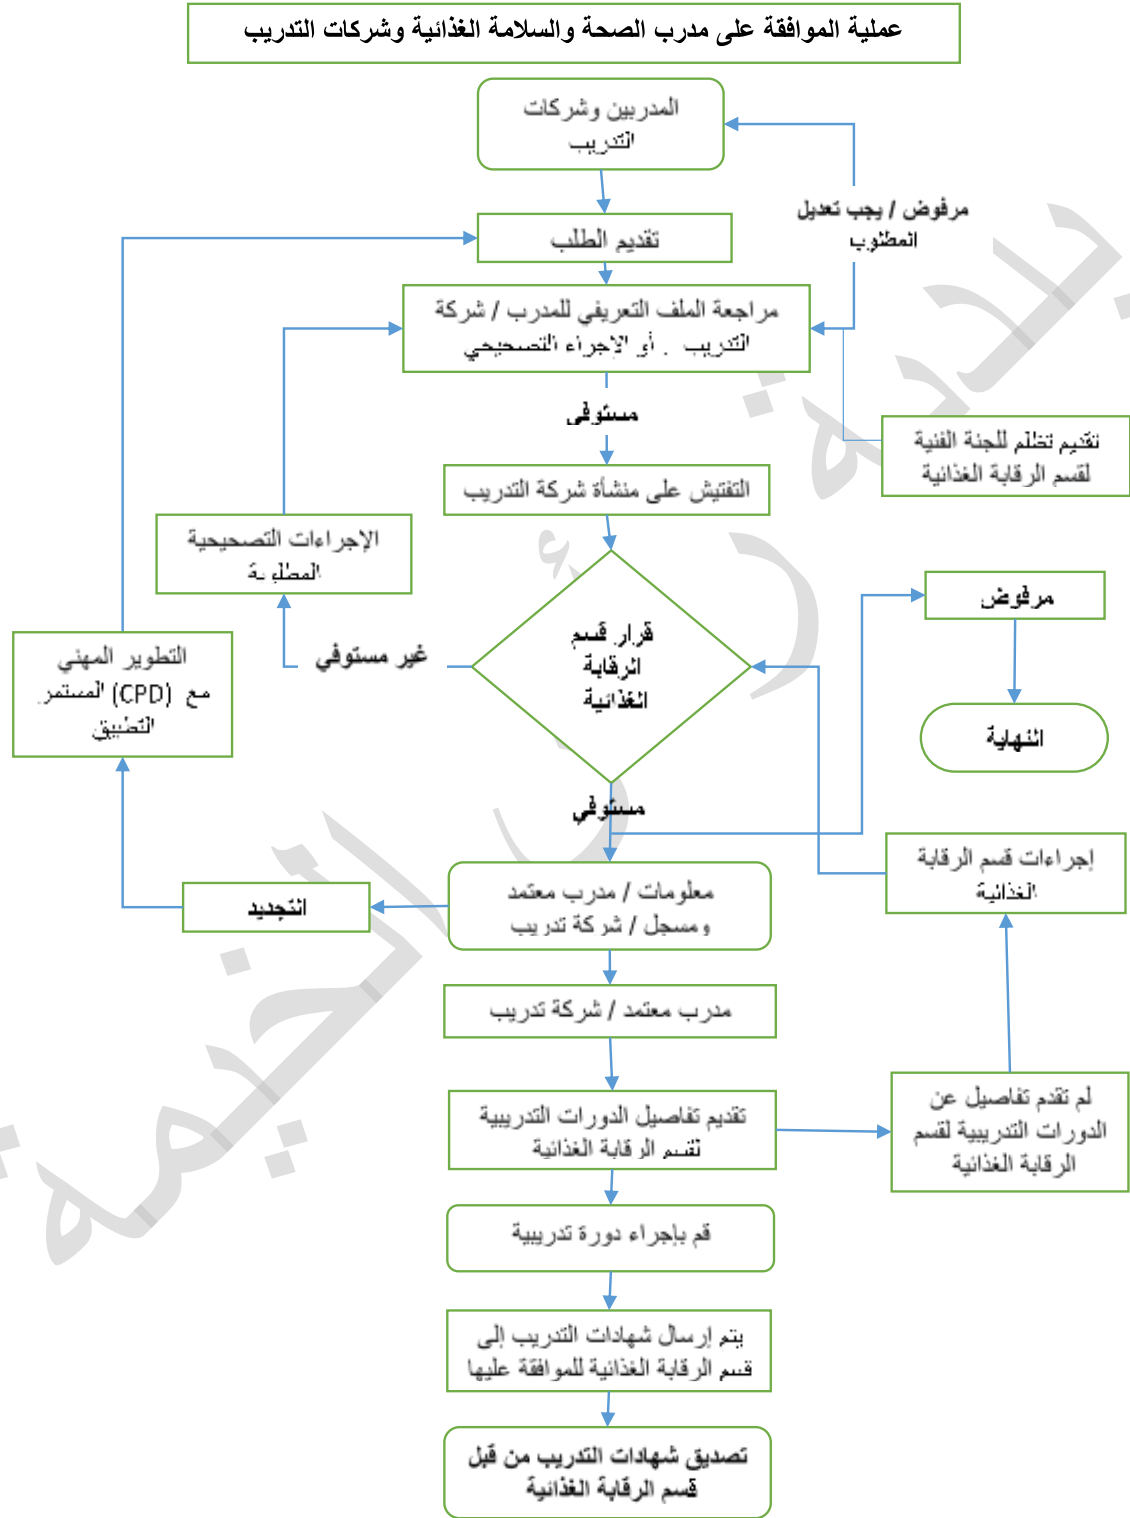 عملية الموافقة على مدرب الصحة والسلامة الغذائية وشركات التدريب
المدربين وشركات
التدريب
مرفوض / يجب تعديل
المطلوب
تقديم الطلب
مراجعة الملف التعريفي للمدرب / شركة
التدريب . أو الإجراء التصحيحي
مستوفي
تقديم تظلم للجنة الفنية
لقسم الرقابة الغذائية
التفتيش على منشأة شركة التدريب
الإجراءات التصحيحية
المطلوبة
مرفوض
قرار قسم
الرقابة
الغذائية
غير مستوفي
التطوير المهني
المستمر (CPD) مع
التطبيق
النهاية
مستوفي
إجراءات قسم الرقابة
الغذائية
معلومات / مدرب معتمد
ومسجل / شركة تدريب
التجديد
مدرب معتمد / شركة تدريب
تقديم تفاصيل الدورات التدريبية
لقسم الرقابة الغذائية
لم تقدم تفاصيل عن
الدورات التدريبية لقسم
الرقابة الغذائية
قم بإجراء دورة تدريبية
يتم إرسال شهادات التدريب إلى
قسم الرقابة الغذائية للموافقة عليها
تصديق شهادات التدريب من قبل
قسم الرقابة الغذائية
بلدية رأس الخيمة